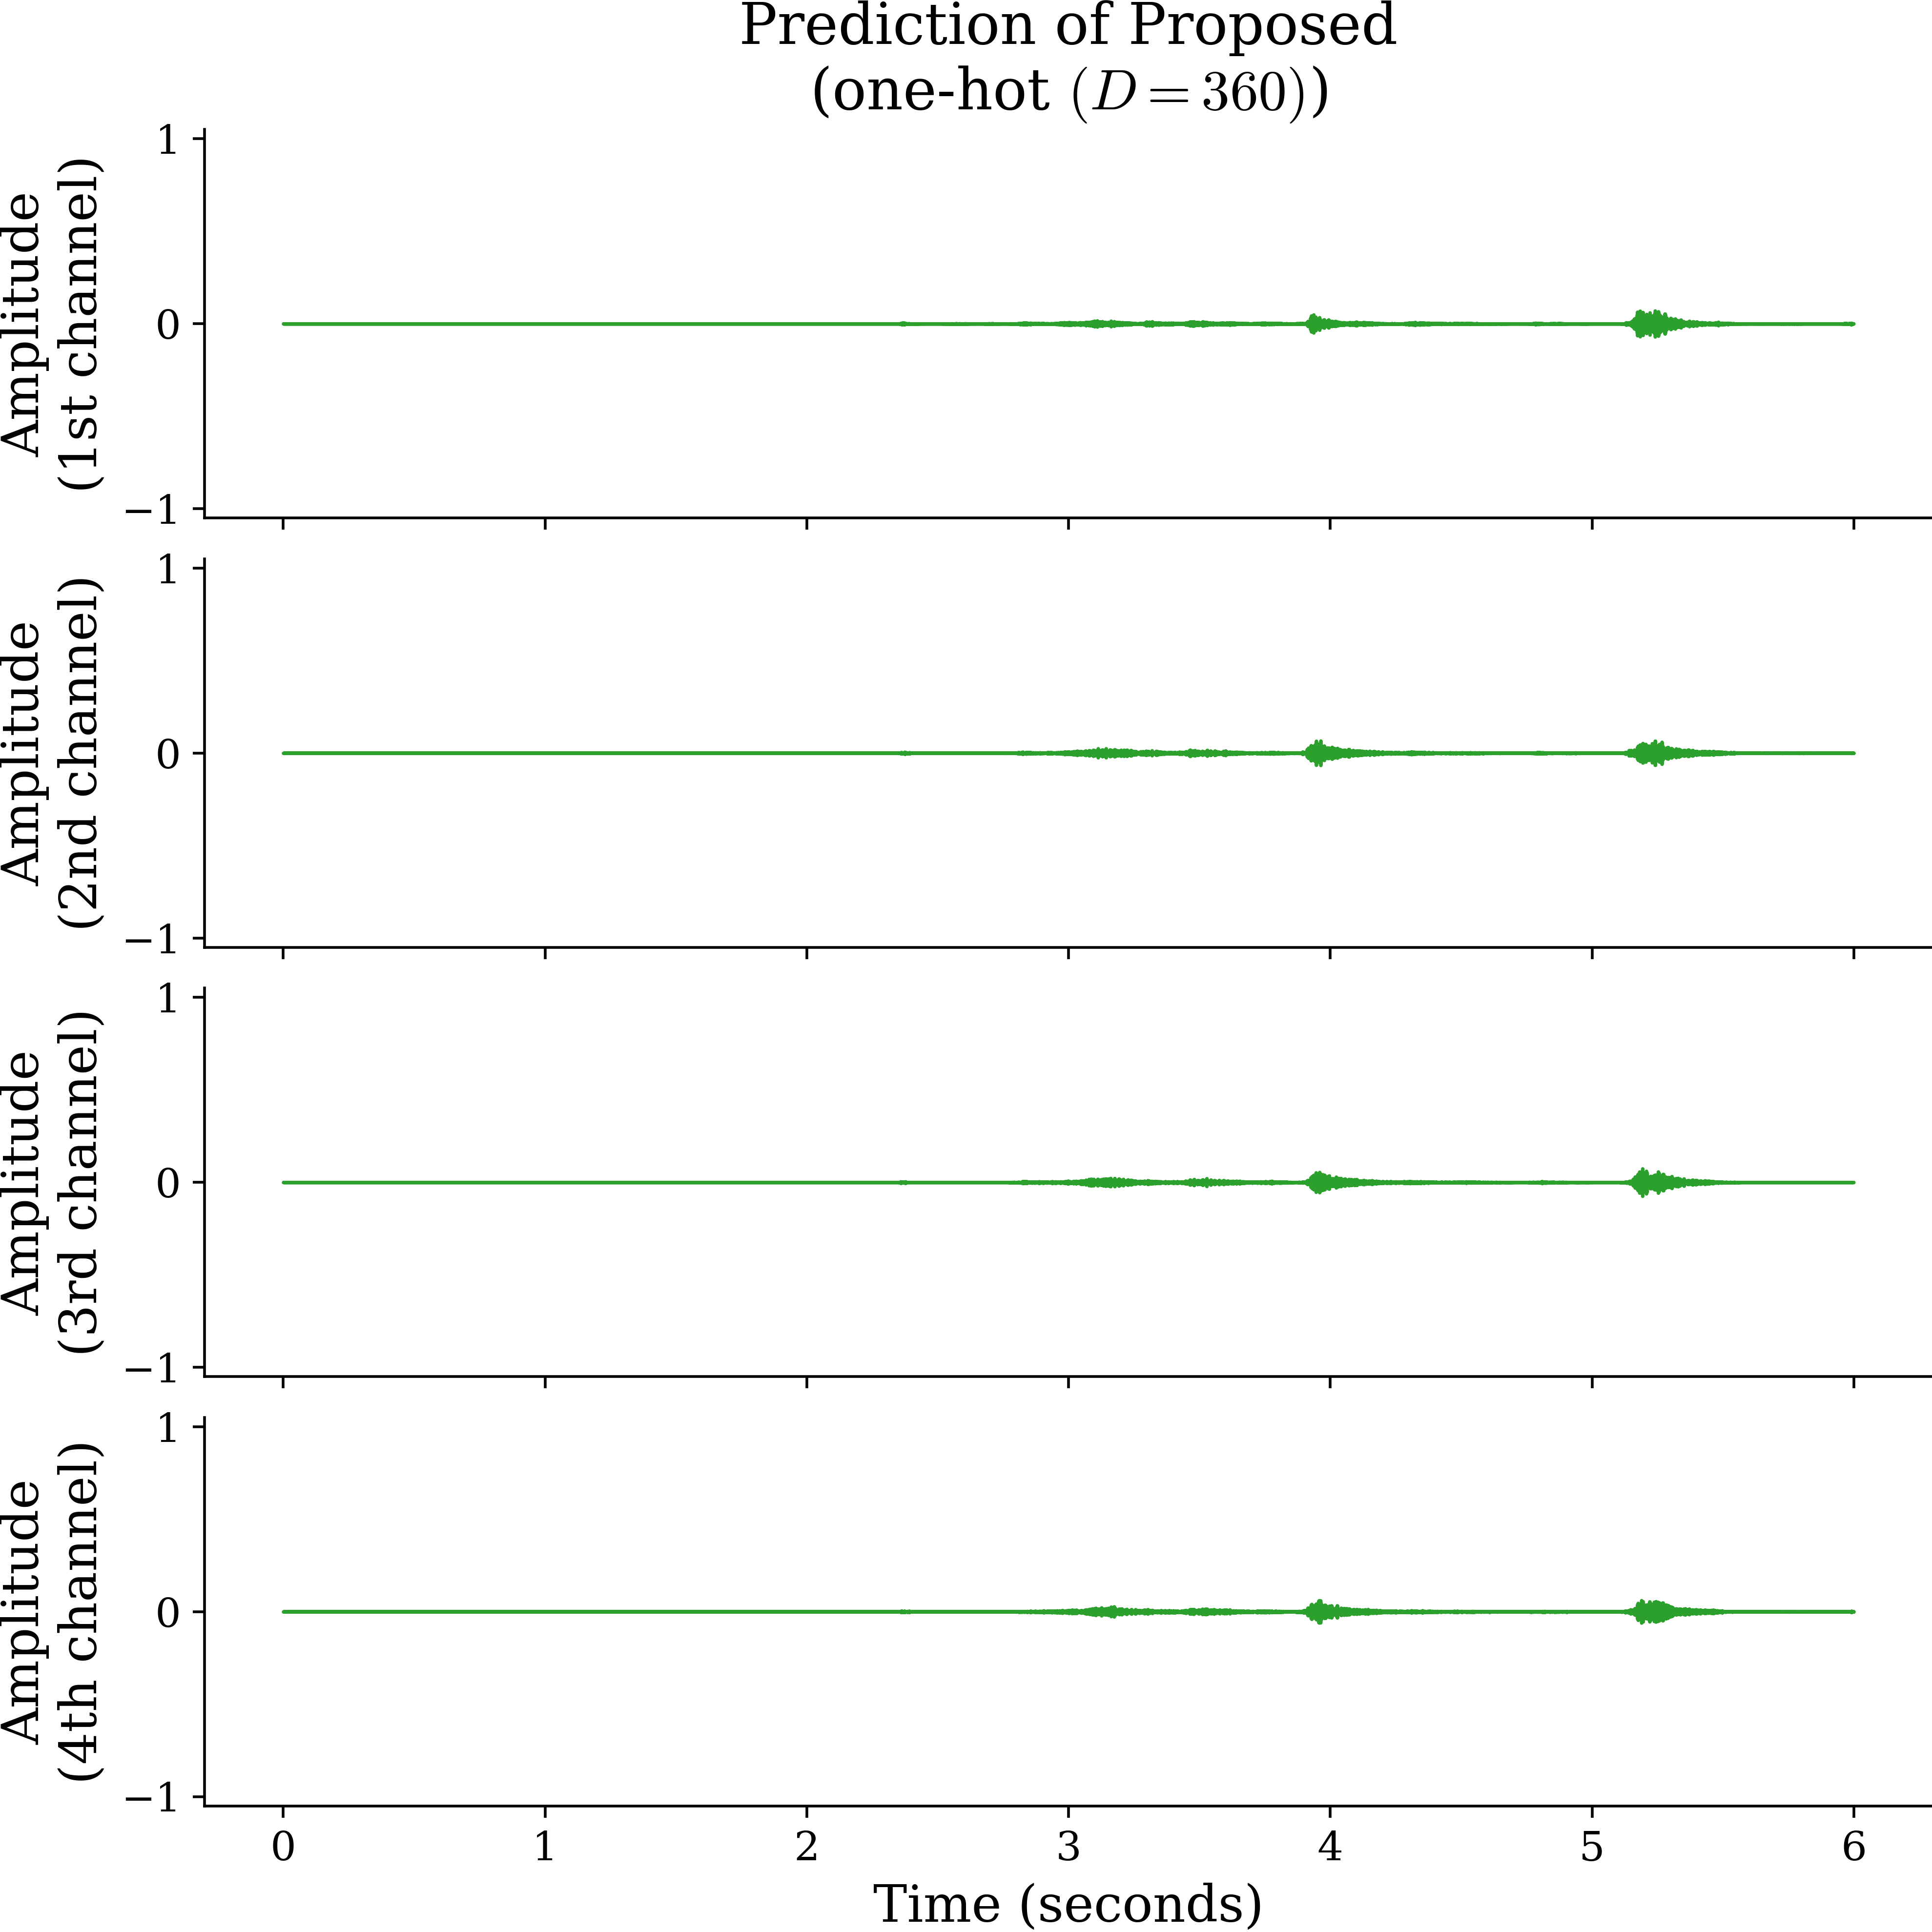 Prediction of Proposed
(one-hot (D = 360))
1
0
−1
Amplitude
(1st channel)
1
0
−1
Amplitude
(2nd channel)
1
0
−1
Amplitude
(3rd channel)
1
0
−1
Amplitude
(4th channel)
0 1 2 3 4 5 6
Time (seconds)